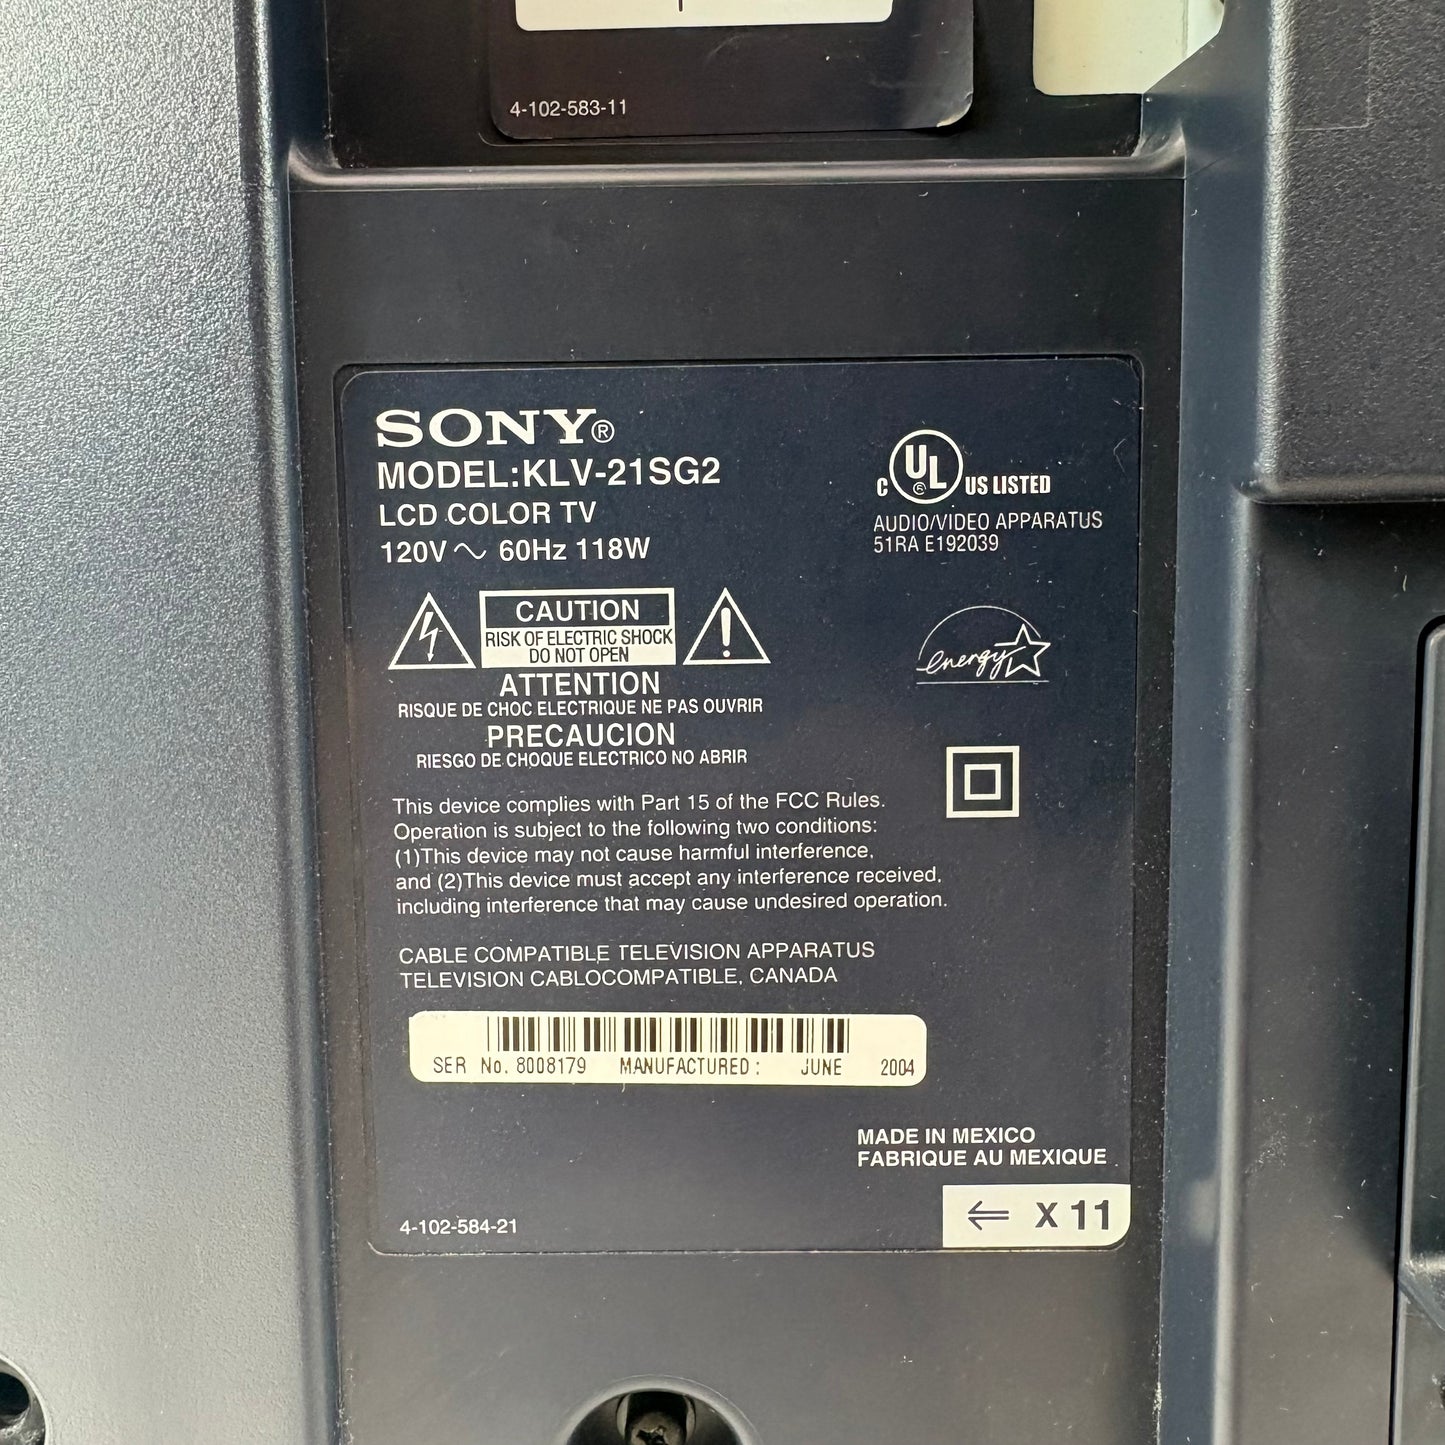 4-102-583-11
SONY®
MODEL:KLV-21SG2
LCD COLOR TV
120V ~ 60Hz 118W
C UL ® US LISTED
AUDIO/VIDEO APPARATUS
51RA E192039
CAUTION
RISK OF ELECTRIC SHOCK
DO NOT OPEN
ATTENTION
RISQUE DE CHOC ELECTRIQUE NE PAS OUVRIR
PRECAUCION
RIESGO DE CHOQUE ELECTRICO NO ABRIR
energy
This device complies with Part 15 of the FCC Rules.
Operation is subject to the following two conditions:
(1)This device may not cause harmful interference,
and (2)This device must accept any interference received,
including interference that may cause undesired operation.
CABLE COMPATIBLE TELEVISION APPARATUS
TELEVISION CABLOCOMPATIBLE, CANADA
SER No. 8008179 MANUFACTURED: JUNE 2004
MADE IN MEXICO
FABRIQUE AU MEXIQUE
⇐ X 11
4-102-584-21